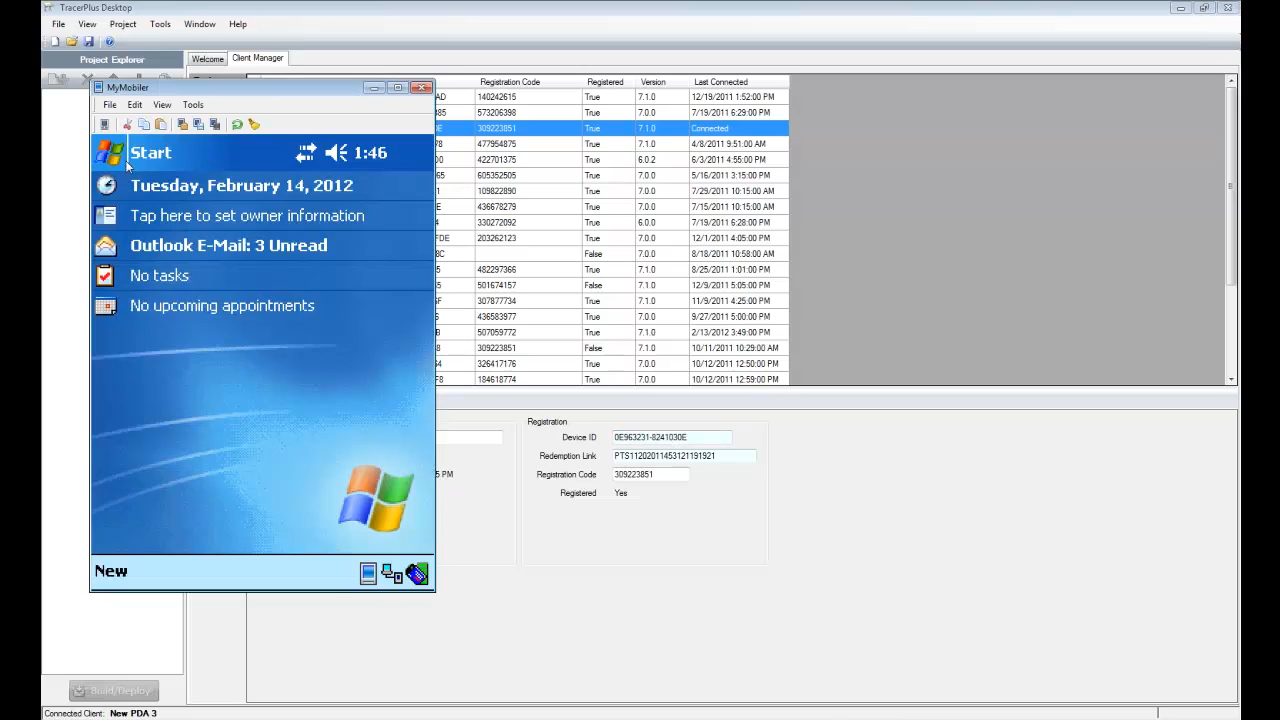 TracerPlus Desktop
File View Project Tools Window Help
Project Explorer
Welcome Client Manager
Registration Code Registered Version Last Connected
AD 140242615 True 7.1.0 12/19/2011 1:52:00 PM
485 573206398 True 7.1.0 7/19/2011 6:29:00 PM
0E 309223851 True 7.1.0 Connected
78 477954875 True 7.1.0 4/8/2011 9:51:00 AM
00 422701375 True 6.0.2 6/3/2011 4:55:00 PM
65 605352505 True 7.0.0 5/16/2011 3:15:00 PM
109822890 True 7.1.0 7/29/2011 10:15:00 AM
E 436678279 True 7.0.0 7/15/2011 10:15:00 AM
4 330272092 True 6.0.0 7/19/2011 6:28:00 PM
FDE 203262123 True 7.0.0 12/1/2011 4:05:00 PM
8C False 7.0.0 8/18/2011 10:58:00 AM
5 482297366 True 7.1.0 8/25/2011 1:01:00 PM
5 501674157 False 7.1.0 12/9/2011 5:05:00 PM
F 307877734 True 7.1.0 11/9/2011 4:25:00 PM
6 436583977 True 7.1.0 9/27/2011 5:00:00 PM
B 507059772 True 7.1.0 2/13/2012 3:49:00 PM
8 309223851 False 7.1.0 10/11/2011 10:29:00 AM
64 326417176 True 7.0.0 10/12/2011 12:50:00 PM
F8 184618774 True 7.0.0 10/12/2011 12:59:00 PM
MyMobiler
File Edit View Tools
Start 1:46
Tuesday, February 14, 2012
Tap here to set owner information
Outlook E-Mail: 3 Unread
No tasks
No upcoming appointments
New
Registration
Device ID 0E963231-8241030E
Redemption Link PTS11202011453121191921
5 PM
Registration Code 309223851
Registered Yes
Build/Deploy
Connected Client: New PDA 3